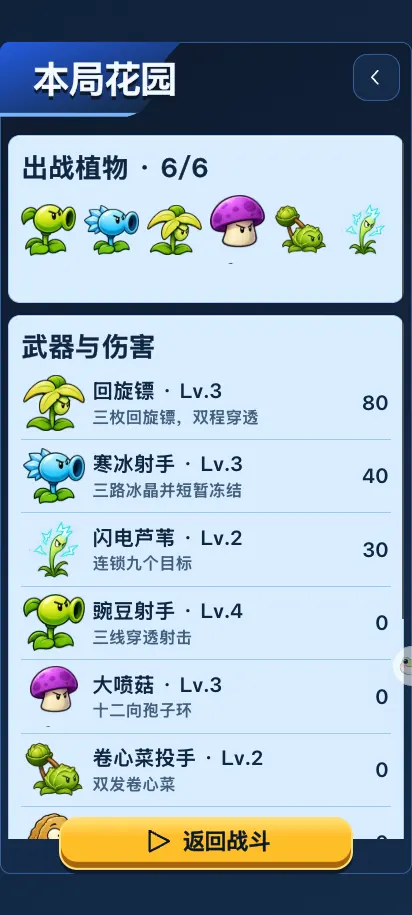 本局花园
出战植物 · 6/6
武器与伤害
回旋镖 · Lv.3
三枚回旋镖，双程穿透
80
寒冰射手 · Lv.3
三路冰晶并短暂冻结
40
闪电芦苇 · Lv.2
连锁九个目标
30
豌豆射手 · Lv.4
三线穿透射击
0
大喷菇 · Lv.3
十二向孢子环
0
卷心菜投手 · Lv.2
双发卷心菜
0
返回战斗